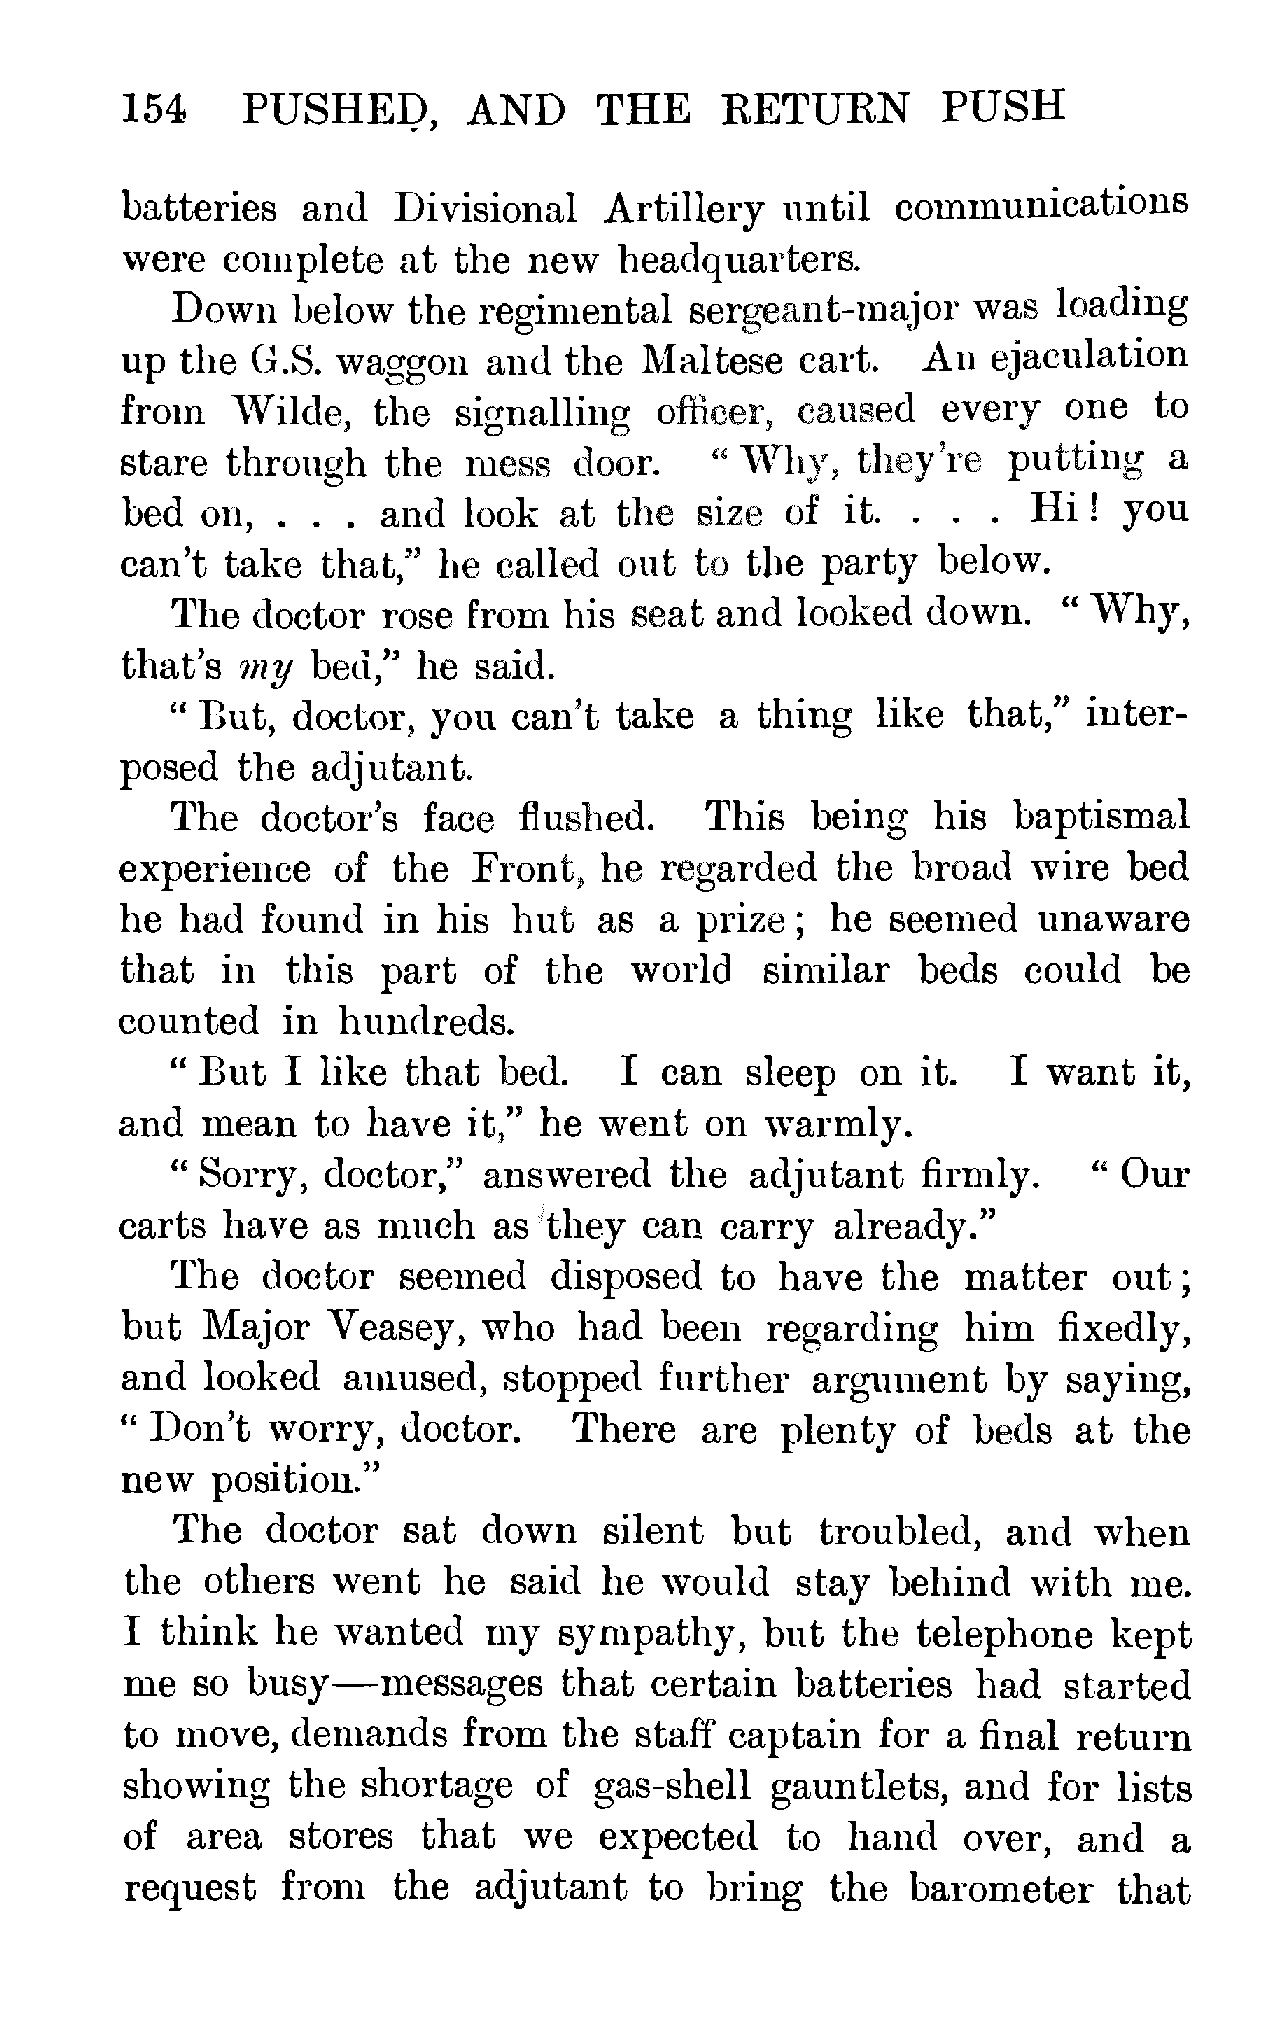 154 PUSHED, AND THE RETURN PUSH
batteries and Divisional Artillery until communications
were complete at the new headquarters.
Down below the regimental sergeant-major was loading
up the G.S. waggon and the Maltese cart. An ejaculation
from Wilde, the signalling officer, caused every one to
stare through the mess door. “ Why, they’re putting a
bed on, . . . and look at the size of it. . . . Hi ! you
can’t take that,” he called out to the party below.
The doctor rose from his seat and looked down. “ Why,
that’s my bed,” he said.
“ But, doctor, you can’t take a thing like that,” inter-
posed the adjutant.
The doctor’s face flushed. This being his baptismal
experience of the Front, he regarded the broad wire bed
he had found in his hut as a prize ; he seemed unaware
that in this part of the world similar beds could be
counted in hundreds.
“ But I like that bed. I can sleep on it. I want it,
and mean to have it,” he went on warmly.
“ Sorry, doctor,” answered the adjutant firmly. “ Our
carts have as much as they can carry already.”
The doctor seemed disposed to have the matter out ;
but Major Veasey, who had been regarding him fixedly,
and looked amused, stopped further argument by saying,
“ Don’t worry, doctor. There are plenty of beds at the
new position.”
The doctor sat down silent but troubled, and when
the others went he said he would stay behind with me.
I think he wanted my sympathy, but the telephone kept
me so busy—messages that certain batteries had started
to move, demands from the staff captain for a final return
showing the shortage of gas-shell gauntlets, and for lists
of area stores that we expected to hand over, and a
request from the adjutant to bring the barometer that